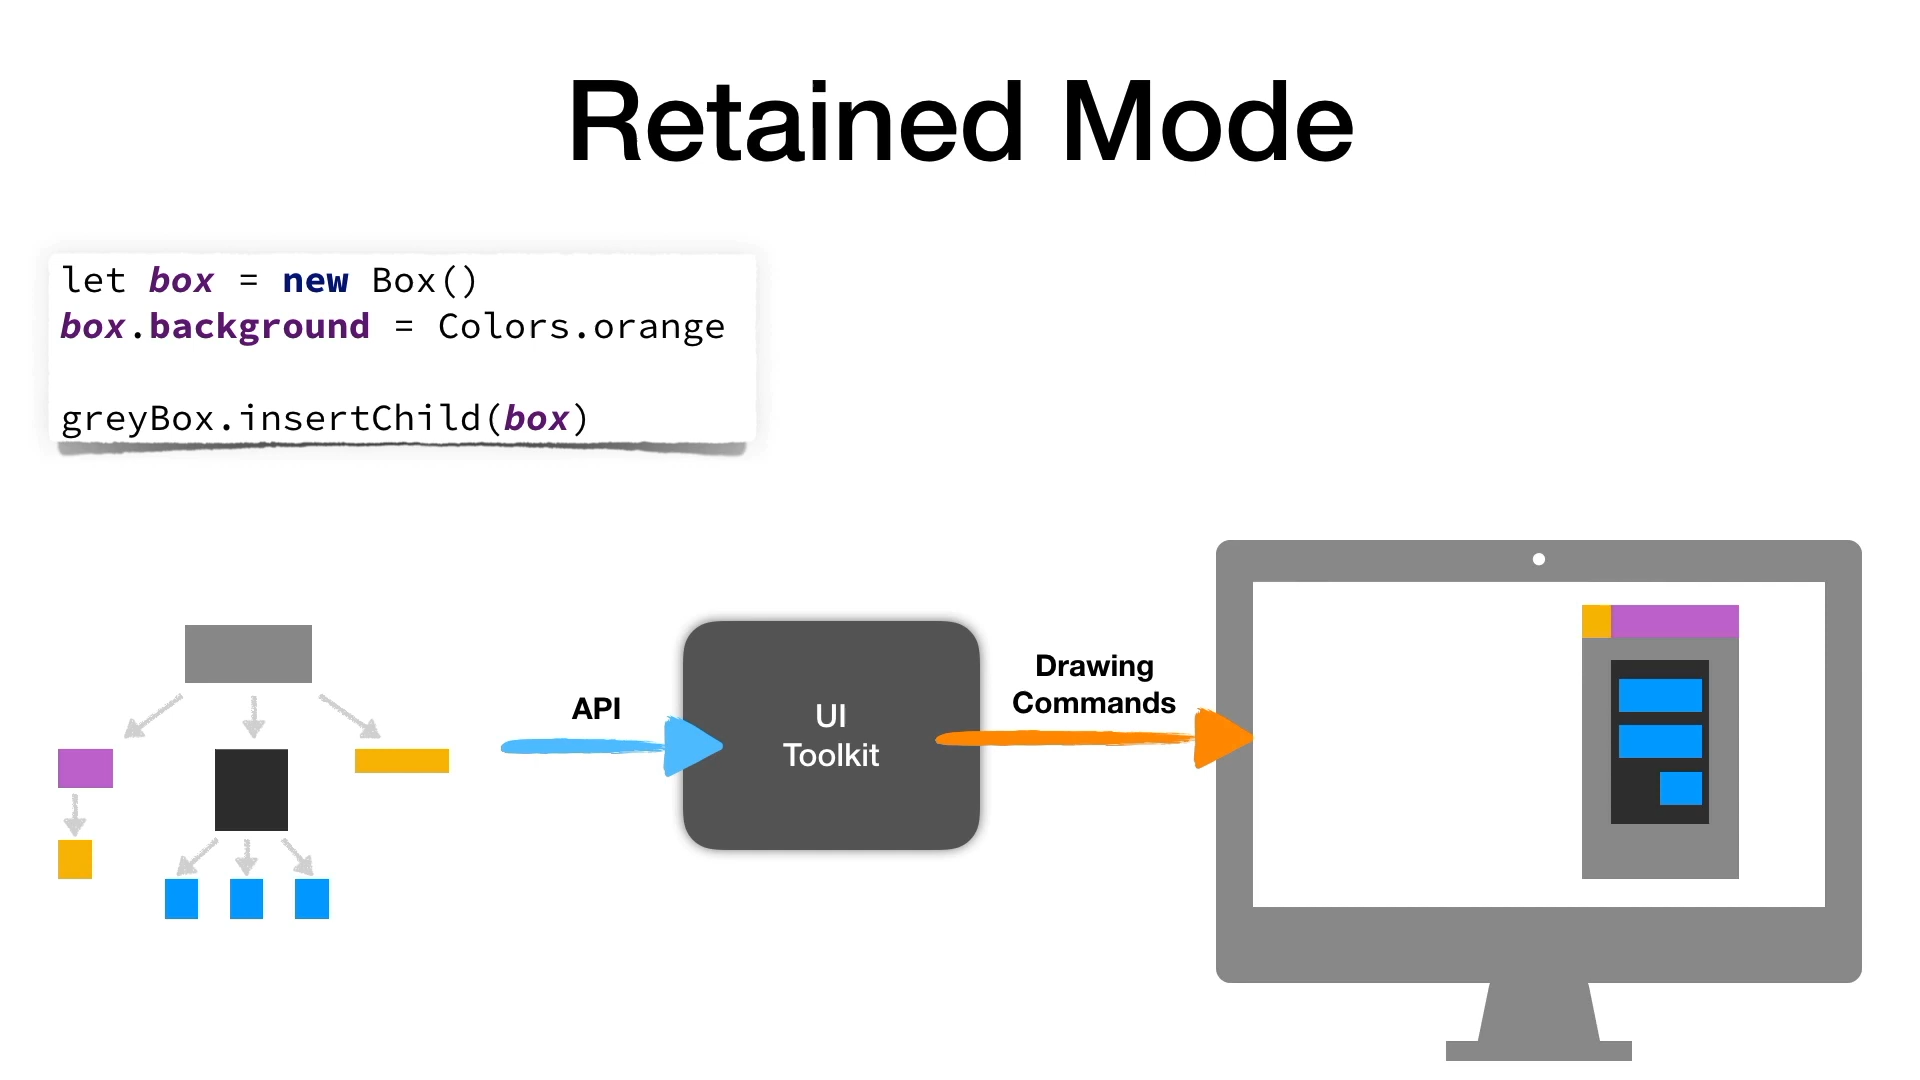 Retained Mode
let box = new Box()
box.background = Colors.orange
greyBox.insertChild(box)
API
UI
Toolkit
Drawing
Commands